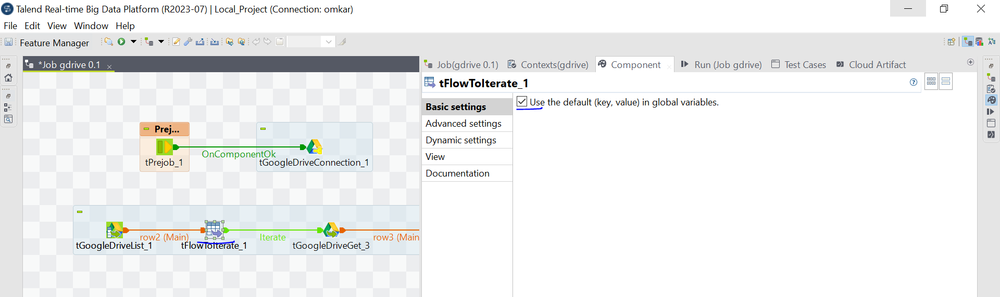 Talend Real-time Big Data Platform (R2023-07) | Local_Project (Connection: omkar)
File Edit View Window Help
Feature Manager
*Job gdrive 0.1
Job(gdrive 0.1) Contexts(gdrive) Component Run (Job gdrive) Test Cases Cloud Artifact
tFlowToIterate_1
Basic settings
Advanced settings
Dynamic settings
View
Documentation
Use the default (key, value) in global variables.
Prej...
OnComponentOk
tPrejob_1
tGoogleDriveConnection_1
row2 (Main)
Iterate
row3 (Main
tGoogleDriveList_1
tFlowToIterate_1
tGoogleDriveGet_3